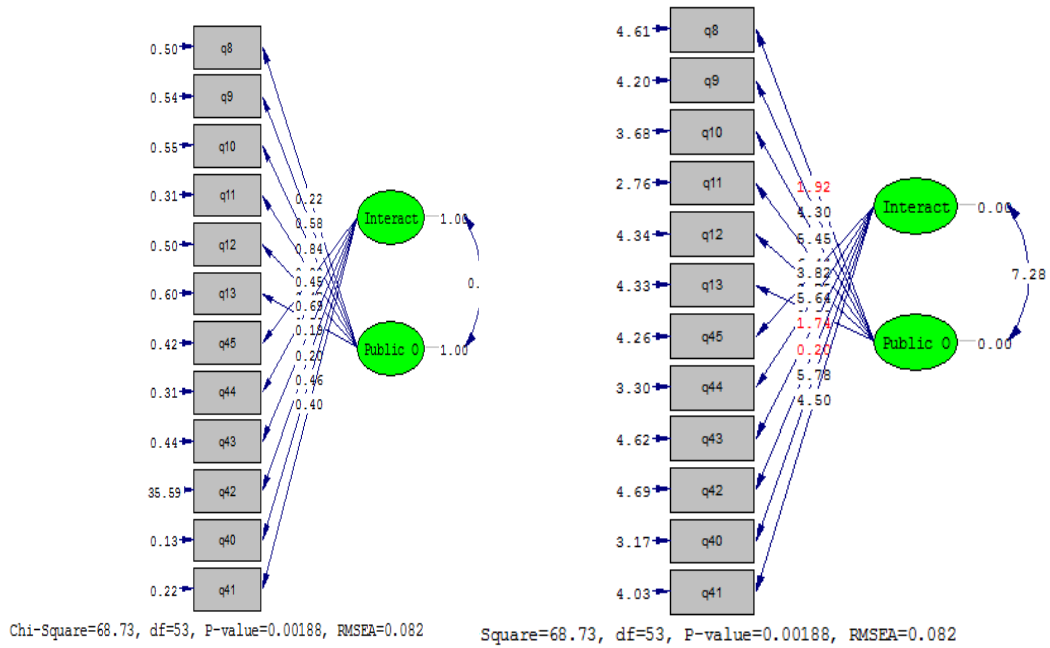 0.50 q8
0.54 q9
0.55 q10
0.31 q11
0.50 q12
0.60 q13
0.42 q45
0.31 q44
0.44 q43
35.59 q42
0.13 q40
0.22 q41
0.22
0.58
0.84
0.45
0.69
0.20
0.46
0.40
Interact 1.00
Public O 1.00
0.
Chi-Square=68.73, df=53, P-value=0.00188, RMSEA=0.082
4.61 q8
4.20 q9
3.68 q10
2.76 q11
4.34 q12
4.33 q13
4.26 q45
3.30 q44
4.62 q43
4.69 q42
3.17 q40
4.03 q41
1.92
4.30
3.82
5.64
1.74
0.20
5.78
4.50
Interact 0.00
Public O 0.00
7.28
Square=68.73, df=53, P-value=0.00188, RMSEA=0.082